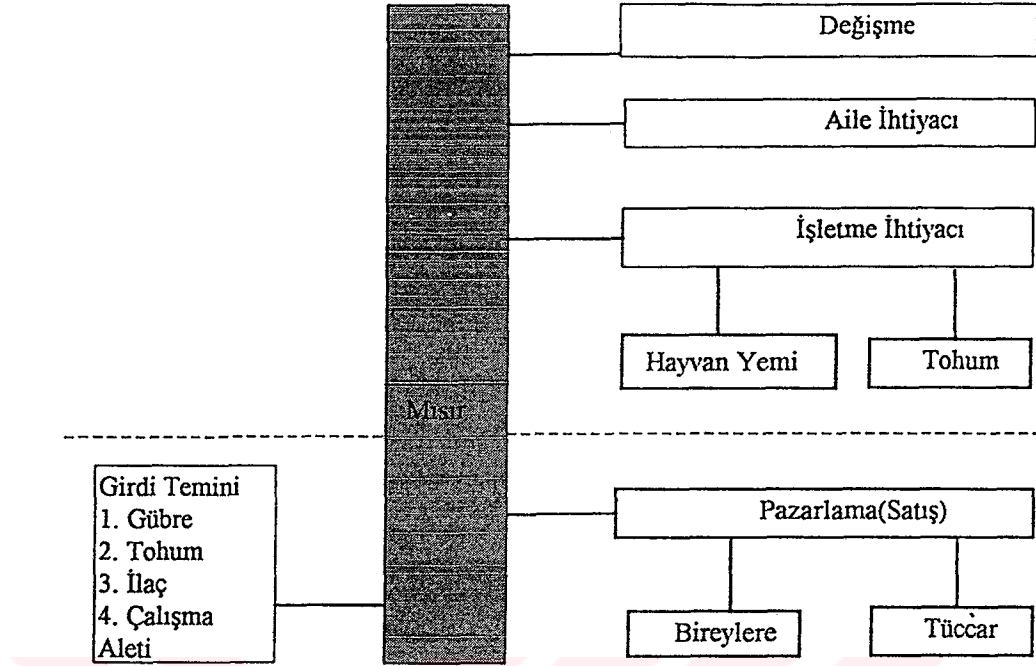 Değişme
Aile İhtiyacı
İşletme İhtiyacı
Hayvan Yemi
Tohum
Mısır
Girdi Temini
1. Gübre
2. Tohum
3. İlaç
4. Çalışma
Aleti
Pazarlama(Satış)
Bireylere
Tüccar